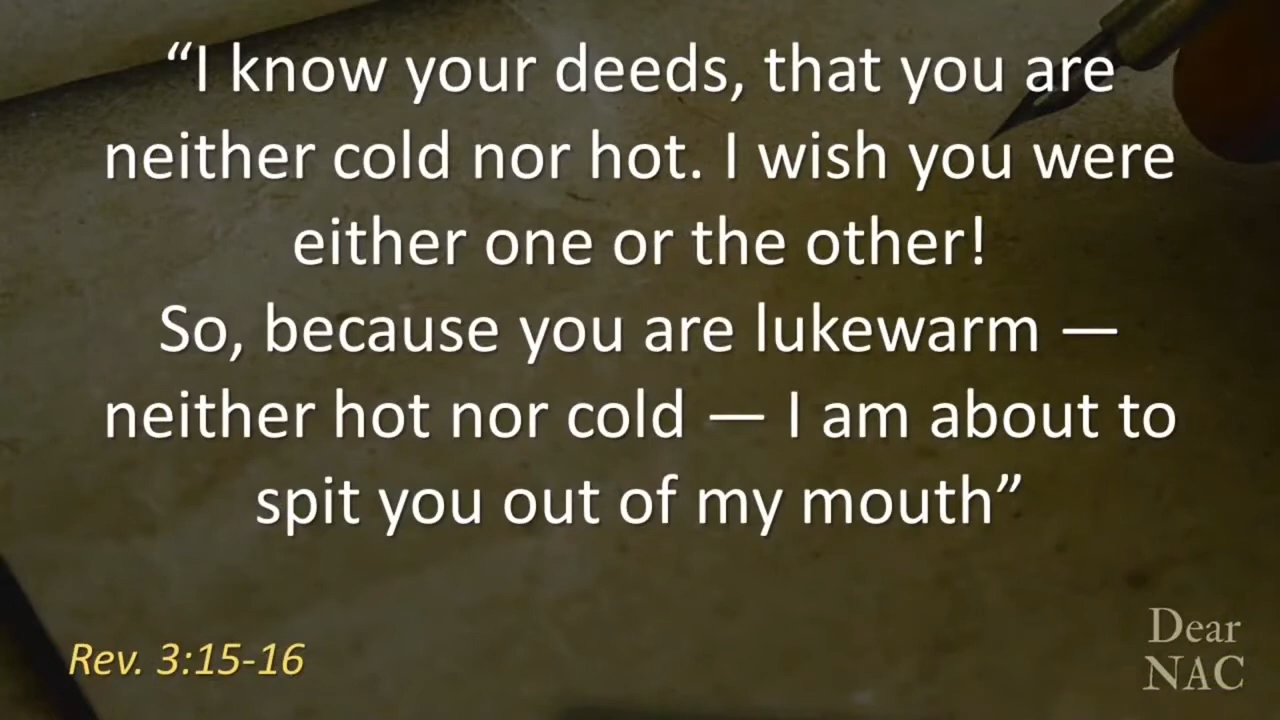 “I know your deeds, that you are
neither cold nor hot. I wish you were
either one or the other!
So, because you are lukewarm —
neither hot nor cold — I am about to
spit you out of my mouth”
Rev. 3:15-16
Dear
NAC